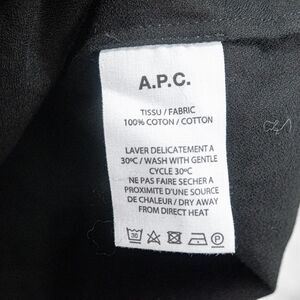 A.P.C.
TISSU / FABRIC
100% COTON / COTTON
LAVER DELICATEMENT A
30ºC / WASH WITH GENTLE
CYCLE 30ºC
NE PAS FAIRE SECHER A
PROXIMITE D'UNE SOURCE
DE CHALEUR / DRY AWAY
FROM DIRECT HEAT
30 P